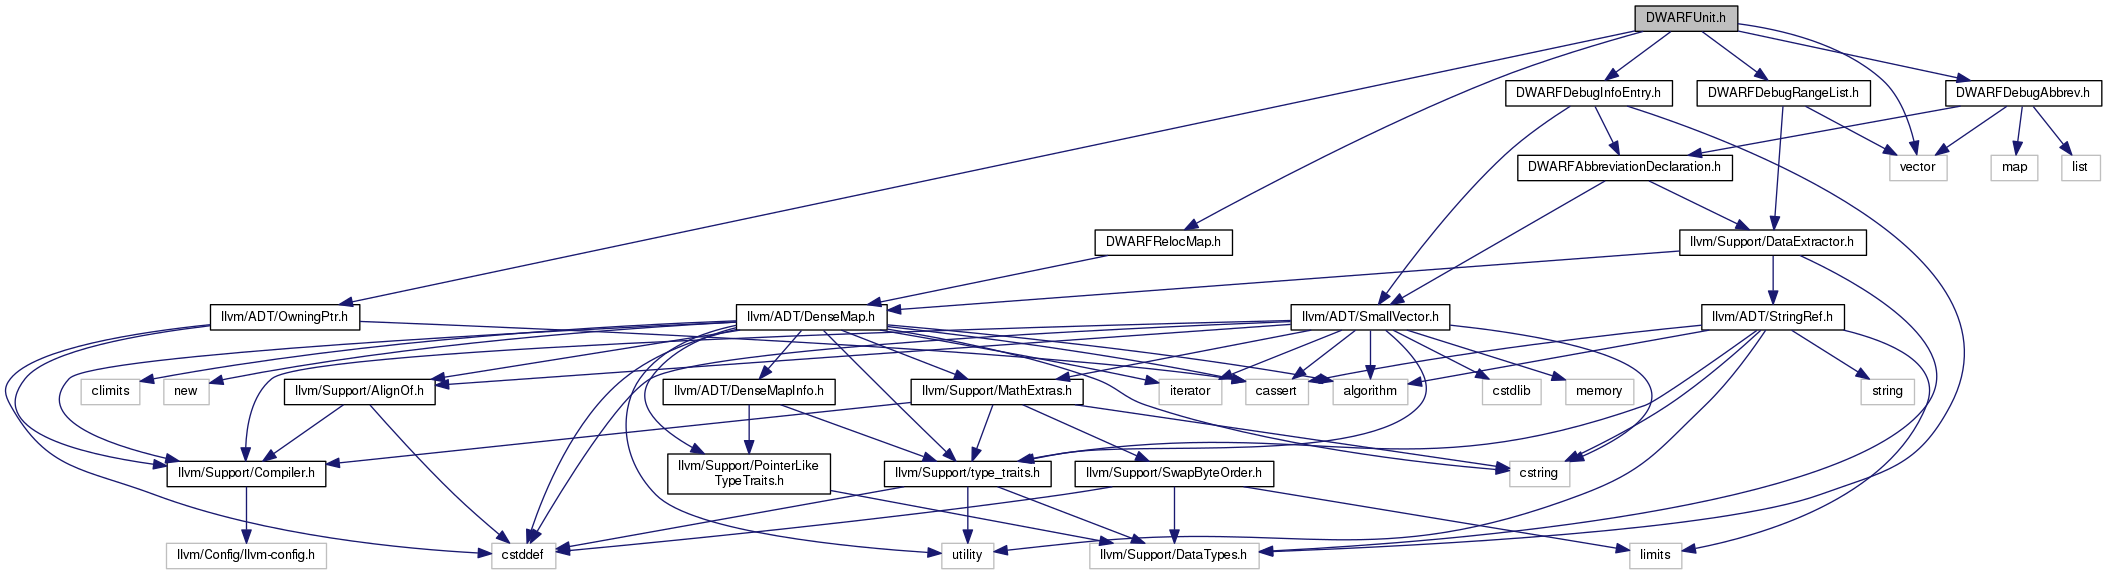 DWARFUnit.h
DWARFDebugInfoEntry.h
DWARFDebugRangeList.h
DWARFDebugAbbrev.h
DWARFAbbreviationDeclaration.h
vector
map
list
DWARFRelocMap.h
llvm/Support/DataExtractor.h
llvm/ADT/OwningPtr.h
llvm/ADT/DenseMap.h
llvm/ADT/SmallVector.h
llvm/ADT/StringRef.h
climits
new
llvm/Support/AlignOf.h
llvm/ADT/DenseMapInfo.h
llvm/Support/MathExtras.h
iterator
cassert
algorithm
cstdlib
memory
string
llvm/Support/Compiler.h
llvm/Support/PointerLike
TypeTraits.h
llvm/Support/type_traits.h
llvm/Support/SwapByteOrder.h
cstring
llvm/Config/llvm-config.h
cstddef
utility
llvm/Support/DataTypes.h
limits